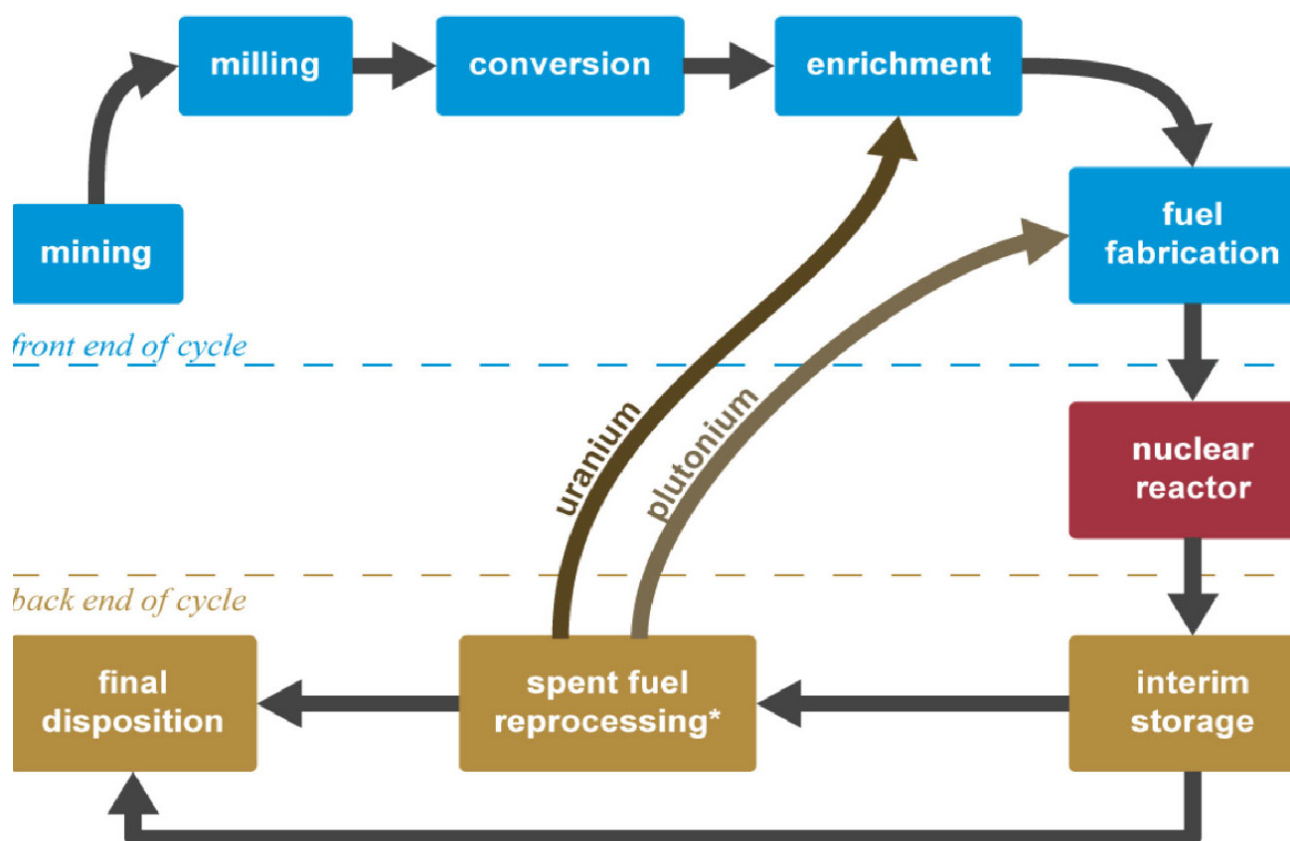 milling
conversion
enrichment
mining
fuel
fabrication
front end of cycle
uranium
plutonium
nuclear
reactor
back end of cycle
final
disposition
spent fuel
reprocessing*
interim
storage